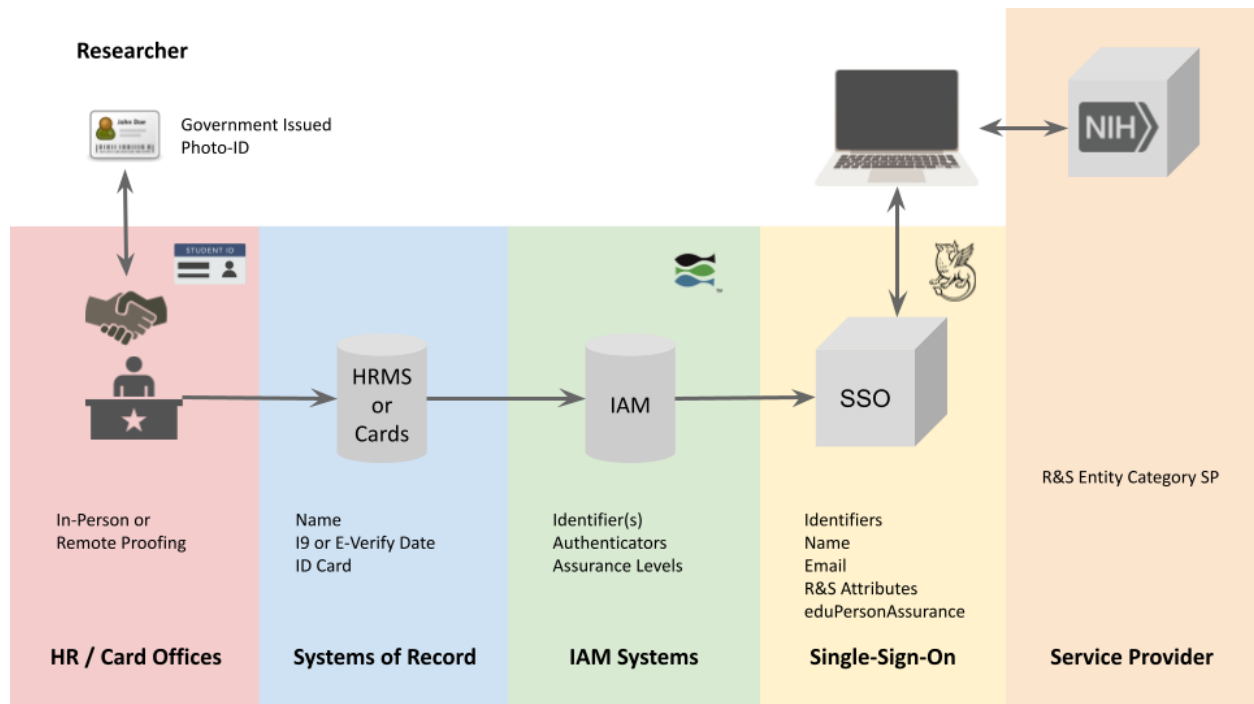 Researcher
John Doe
Government Issued
Photo-ID
NIH
STUDENT ID
TM
HRMS
or
Cards
IAM
SSO
R&S Entity Category SP
In-Person or
Remote Proofing
Name
I9 or E-Verify Date
ID Card
Identifier(s)
Authenticators
Assurance Levels
Identifiers
Name
Email
R&S Attributes
eduPersonAssurance
HR / Card Offices
Systems of Record
IAM Systems
Single-Sign-On
Service Provider